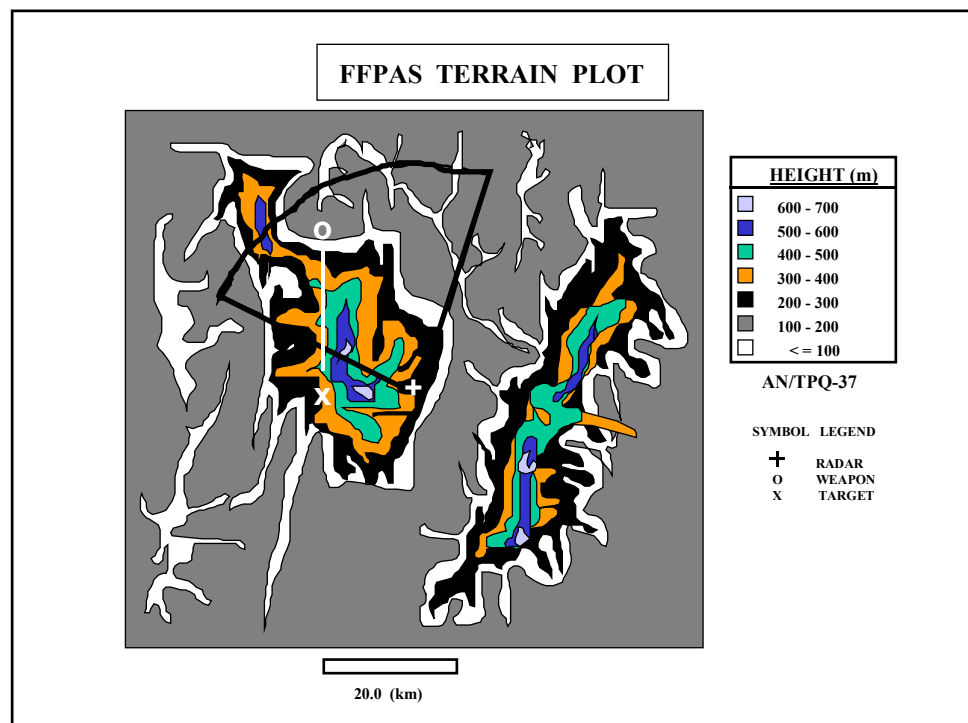 FFPAS TERRAIN PLOT
O
X
+
HEIGHT (m)
600 - 700
500 - 600
400 - 500
300 - 400
200 - 300
100 - 200
< = 100
AN/TPQ-37
SYMBOL LEGEND
+ RADAR
O WEAPON
X TARGET
20.0 (km)